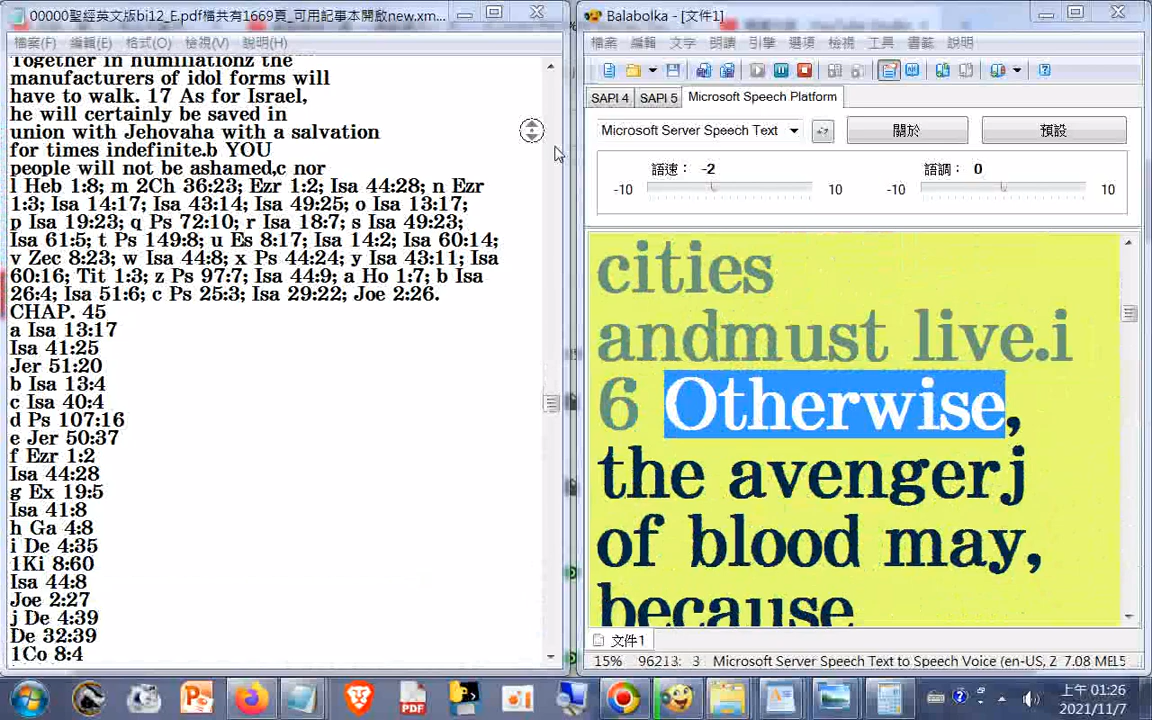 00000聖經英文版bi12_E.pdf檔共有1669頁_可用記事本開啟new.xm...
檔案(F) 編輯(E) 格式(O) 檢視(V) 說明(H)
Together in humiliationz the
manufacturers of idol forms will
have to walk. 17 As for Israel,
he will certainly be saved in
union with Jehovaha with a salvation
for times indefinite.b YOU
people will not be ashamed,c nor
l Heb 1:8; m 2Ch 36:23; Ezr 1:2; Isa 44:28; n Ezr
1:3; Isa 14:17; Isa 43:14; Isa 49:25; o Isa 13:17;
p Isa 19:23; q Ps 72:10; r Isa 18:7; s Isa 49:23;
Isa 61:5; t Ps 149:8; u Es 8:17; Isa 14:2; Isa 60:14;
v Zec 8:23; w Isa 44:8; x Ps 44:24; y Isa 43:11; Isa
60:16; Tit 1:3; z Ps 97:7; Isa 44:9; a Ho 1:7; b Isa
26:4; Isa 51:6; c Ps 25:3; Isa 29:22; Joe 2:26.
CHAP. 45
a Isa 13:17
Isa 41:25
Jer 51:20
b Isa 13:4
c Isa 40:4
d Ps 107:16
e Jer 50:37
f Ezr 1:2
Isa 44:28
g Ex 19:5
Isa 41:8
h Ga 4:8
i De 4:35
1Ki 8:60
Isa 44:8
Joe 2:27
j De 4:39
De 32:39
1Co 8:4
Balabolka - [文件1]
檔案 編輯 文字 朗讀 引擎 選項 檢視 工具 書籤 說明
SAPI 4 SAPI 5 Microsoft Speech Platform
Microsoft Server Speech Text 關於 預設
語速： -2 語調： 0
-10 10 -10 10
cities
andmust live.i
6 Otherwise,
the avengerj
of blood may,
because
文件1
15% 96213: 3 Microsoft Server Speech Text to Speech Voice (en-US, Z 7.08 МБ15
上午 01:26
2021/11/7